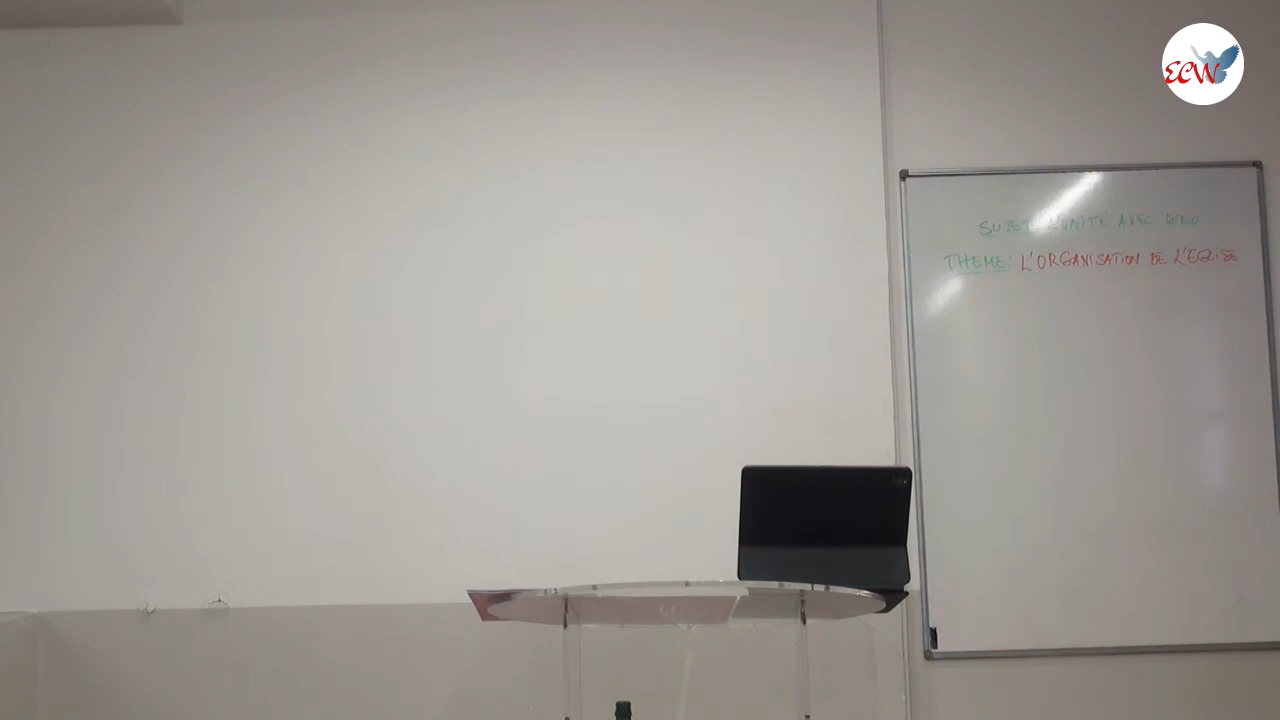 ECW
SUJET: L'UNITÉ AVEC DIEU
THEME: L'ORGANISATION DE L'EGLISE